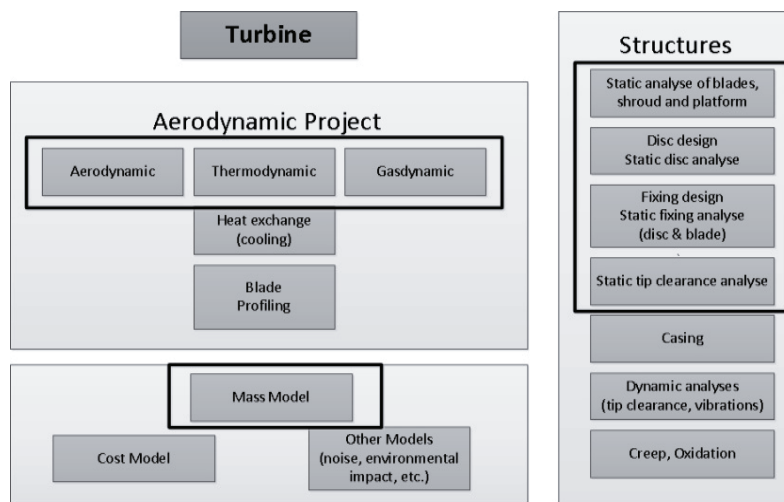 Turbine
Aerodynamic Project
Aerodynamic
Thermodynamic
Gasdynamic
Heat exchange
(cooling)
Blade
Profiling
Mass Model
Cost Model
Other Models
(noise, environmental
impact, etc.)
Structures
Static analyse of blades,
shroud and platform
Disc design
Static disc analyse
Fixing design
Static fixing analyse
(disc & blade)
Static tip clearance analyse
Casing
Dynamic analyses
(tip clearance, vibrations)
Creep, Oxidation